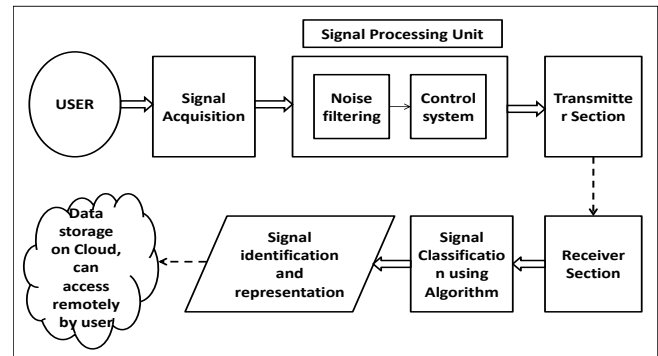 Signal Processing Unit
USER
Signal
Acquisition
Noise
filtering
Control
system
Transmitte
r Section
Data
storage
on Cloud,
can
access
remotely
by user
Signal
identification
and
representation
Signal
Classificatio
n using
Algorithm
Receiver
Section